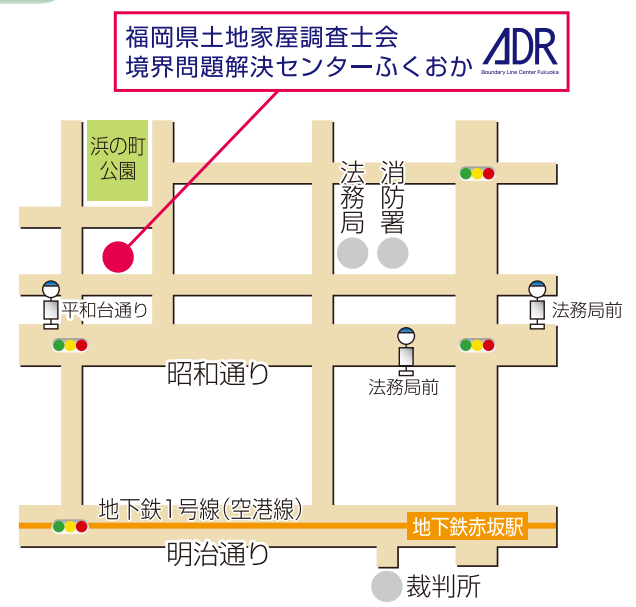 福岡県土地家屋調査士会
境界問題解決センターふくおか
ADR
Boundary Line Center Fukuoka
浜の町
公園
法務局
消防署
平和台通り
法務局前
昭和通り
法務局前
地下鉄1号線(空港線)
地下鉄赤坂駅
明治通り
裁判所